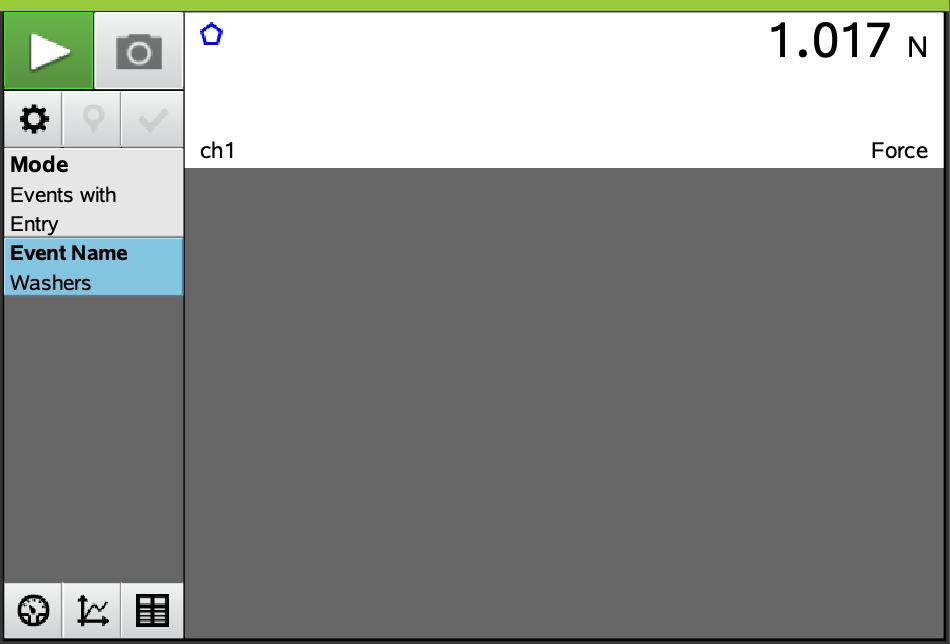 1.017 N
ch1
Force
Mode
Events with
Entry
Event Name
Washers